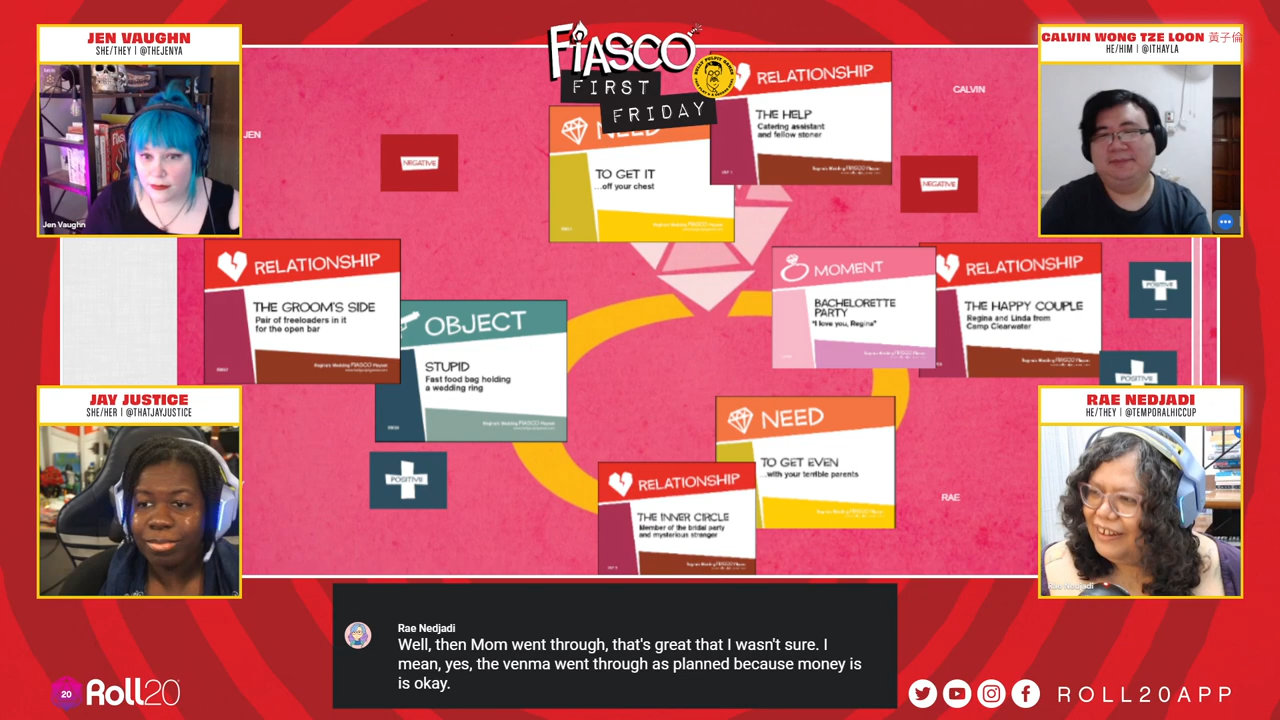 JEN VAUGHN
SHE/THEY | @THEJENYA
Jen Vaughn
FIASCO
FIRST
FRIDAY
CALVIN WONG TZE LOON 黃子倫
HE/HIM | @ITHAYLA
JEN
CALVIN
NEGATIVE
NEED
TO GET IT
...off your chest
RELATIONSHIP
THE HELP
Catering assistant
and fellow stoner
NEGATIVE
RELATIONSHIP
THE GROOM'S SIDE
Pair of freeloaders in it
for the open bar
OBJECT
STUPID
Fast food bag holding
a wedding ring
MOMENT
BACHELORETTE
PARTY
"I love you, Regina"
RELATIONSHIP
THE HAPPY COUPLE
Regina and Linda from
Camp Clearwater
POSITIVE
POSITIVE
JAY JUSTICE
SHE/HER | @THATJAYJUSTICE
POSITIVE
RELATIONSHIP
THE INNER CIRCLE
Member of the bridal party
and mysterious stranger
NEED
TO GET EVEN
...with your terrible parents
RAE
RAE NEDJADI
HE/THEY | @TEMPORALHICCUP
Rae Nedjadi
Rae Nedjadi
Well, then Mom went through, that's great that I wasn't sure. I
mean, yes, the venma went through as planned because money is
is okay.
20
Roll20
ROLL20APP